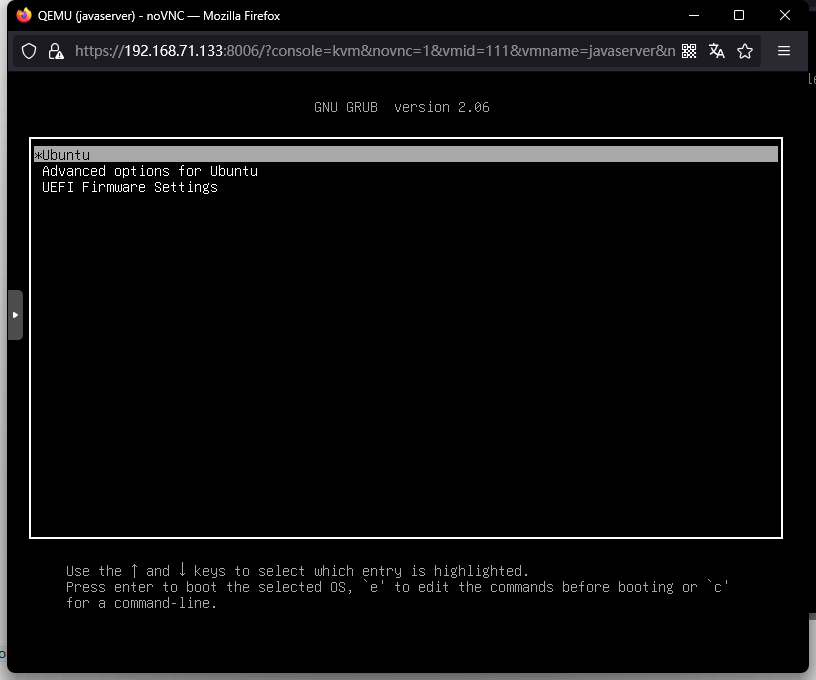 QEMU (javaserver) - noVNC — Mozilla Firefox
https://192.168.71.133:8006/?console=kvm&novnc=1&vmid=111&vmname=javaserver&n
GNU GRUB  version 2.06
*Ubuntu
Advanced options for Ubuntu
UEFI Firmware Settings
Use the ↑ and ↓ keys to select which entry is highlighted.
Press enter to boot the selected OS, `e' to edit the commands before booting or `c'
for a command-line.